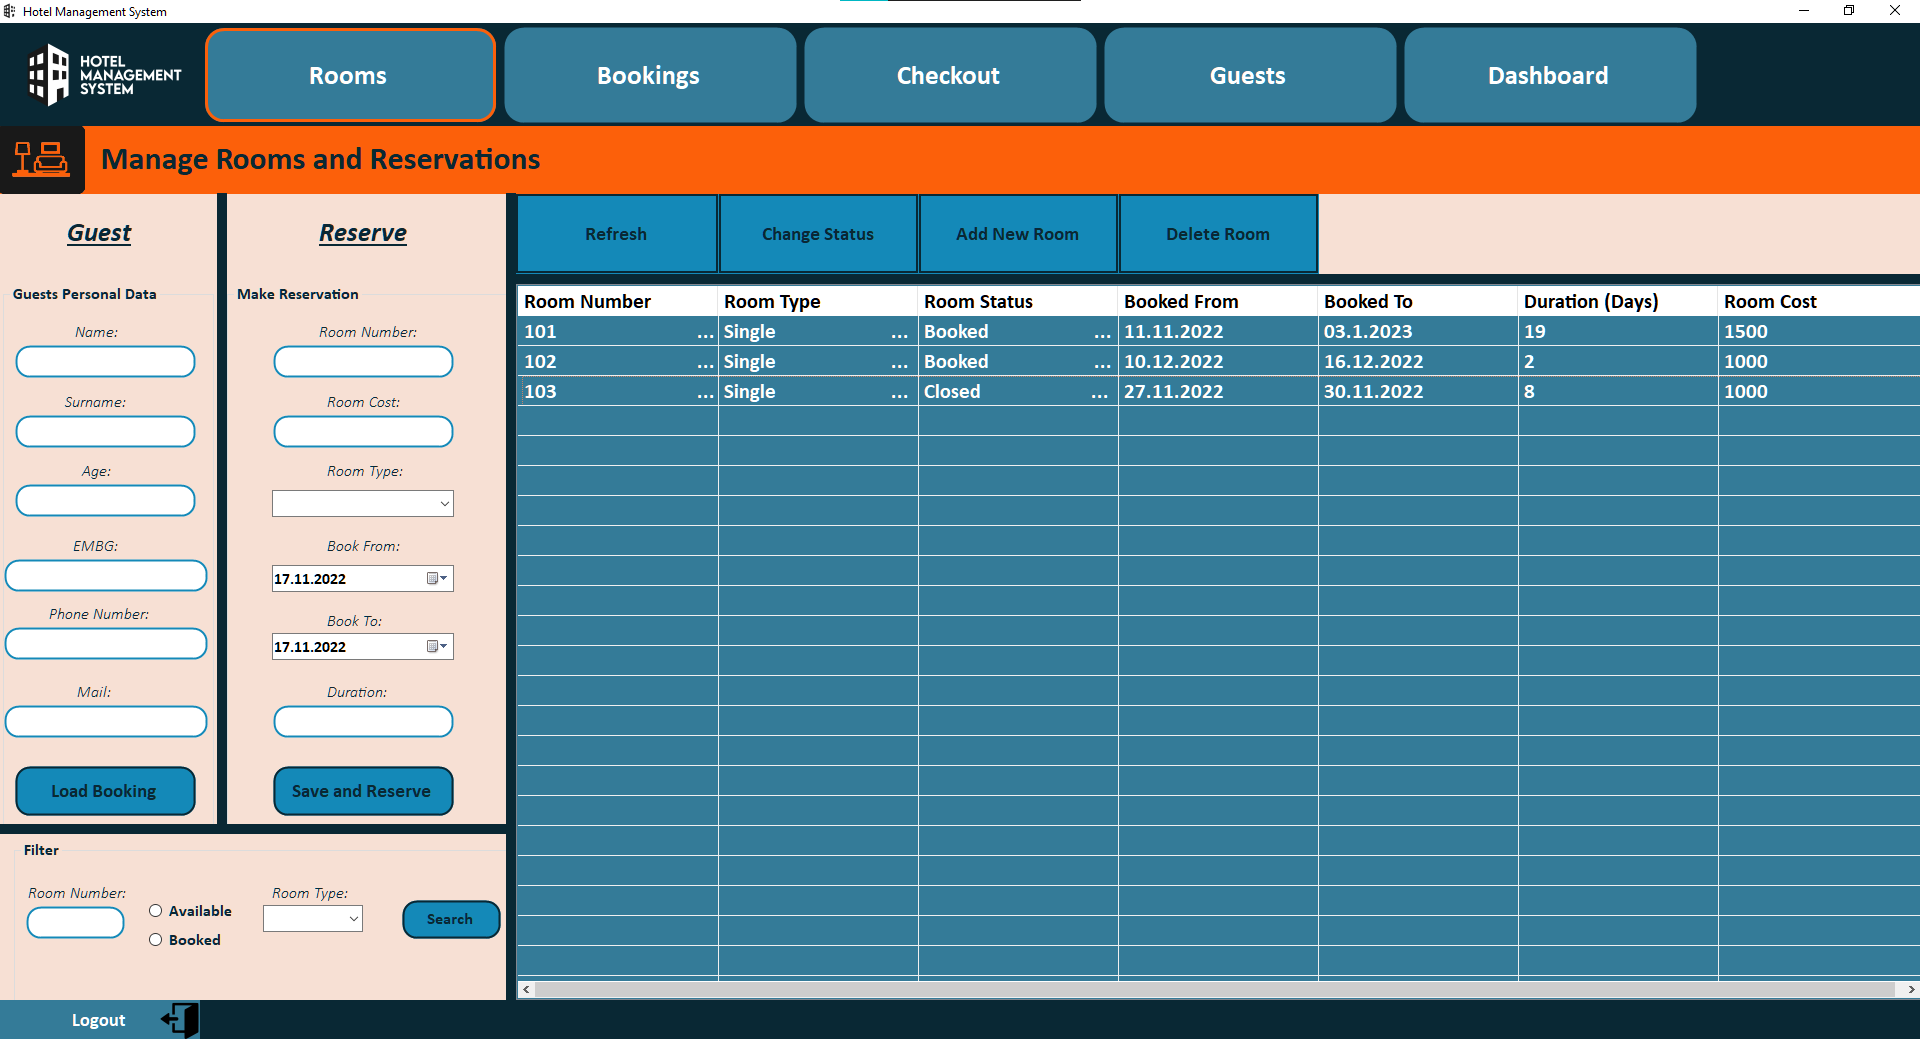 Hotel Management System
HOTEL
MANAGEMENT
SYSTEM
Rooms
Bookings
Checkout
Guests
Dashboard
Manage Rooms and Reservations
Guest
Guests Personal Data
Name:
Surname:
Age:
EMBG:
Phone Number:
Mail:
Load Booking
Reserve
Make Reservation
Room Number:
Room Cost:
Room Type:
Book From:
17.11.2022
Book To:
17.11.2022
Duration:
Save and Reserve
Filter
Room Number:
Available
Booked
Room Type:
Search
Refresh
Change Status
Add New Room
Delete Room
Room Number Room Type Room Status Booked From Booked To Duration (Days) Room Cost
101 ... Single ... Booked ... 11.11.2022 03.1.2023 19 1500
102 ... Single ... Booked ... 10.12.2022 16.12.2022 2 1000
103 ... Single ... Closed ... 27.11.2022 30.11.2022 8 1000
Logout